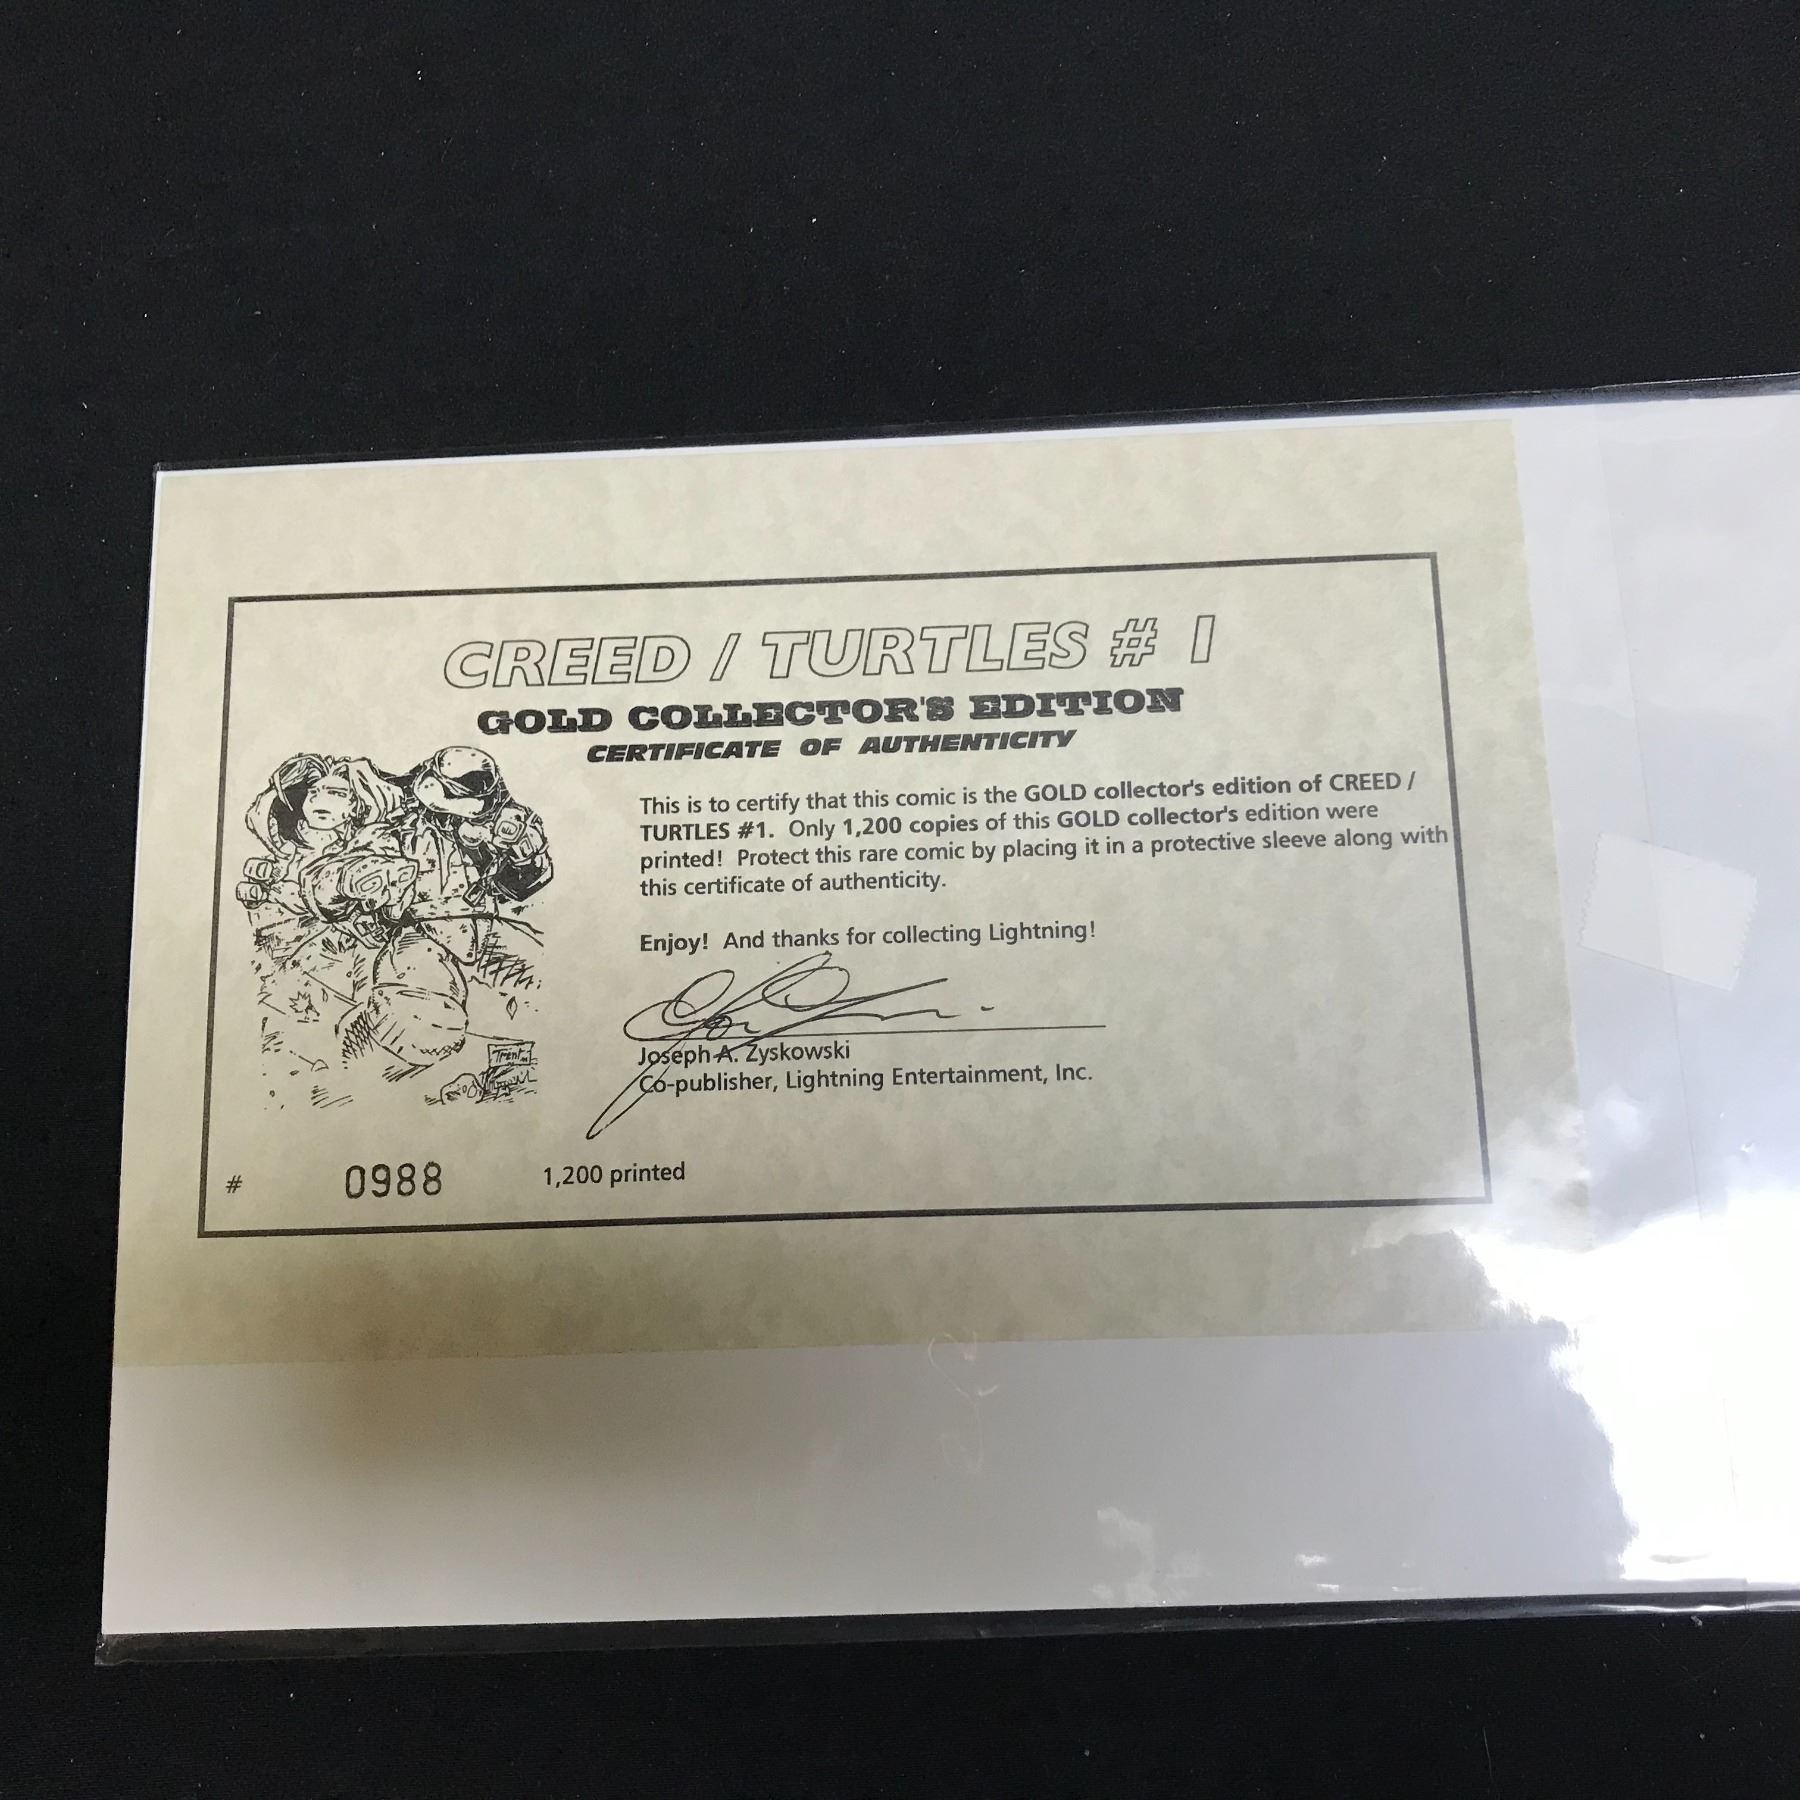 CREED / TURTLES # 1
GOLD COLLECTOR'S EDITION
CERTIFICATE OF AUTHENTICITY
This is to certify that this comic is the GOLD collector's edition of CREED /
TURTLES #1. Only 1,200 copies of this GOLD collector's edition were
printed! Protect this rare comic by placing it in a protective sleeve along with
this certificate of authenticity.
Enjoy! And thanks for collecting Lightning!
Joseph A. Zyskowski
Co-publisher, Lightning Entertainment, Inc.
Trent
# 0988 1,200 printed